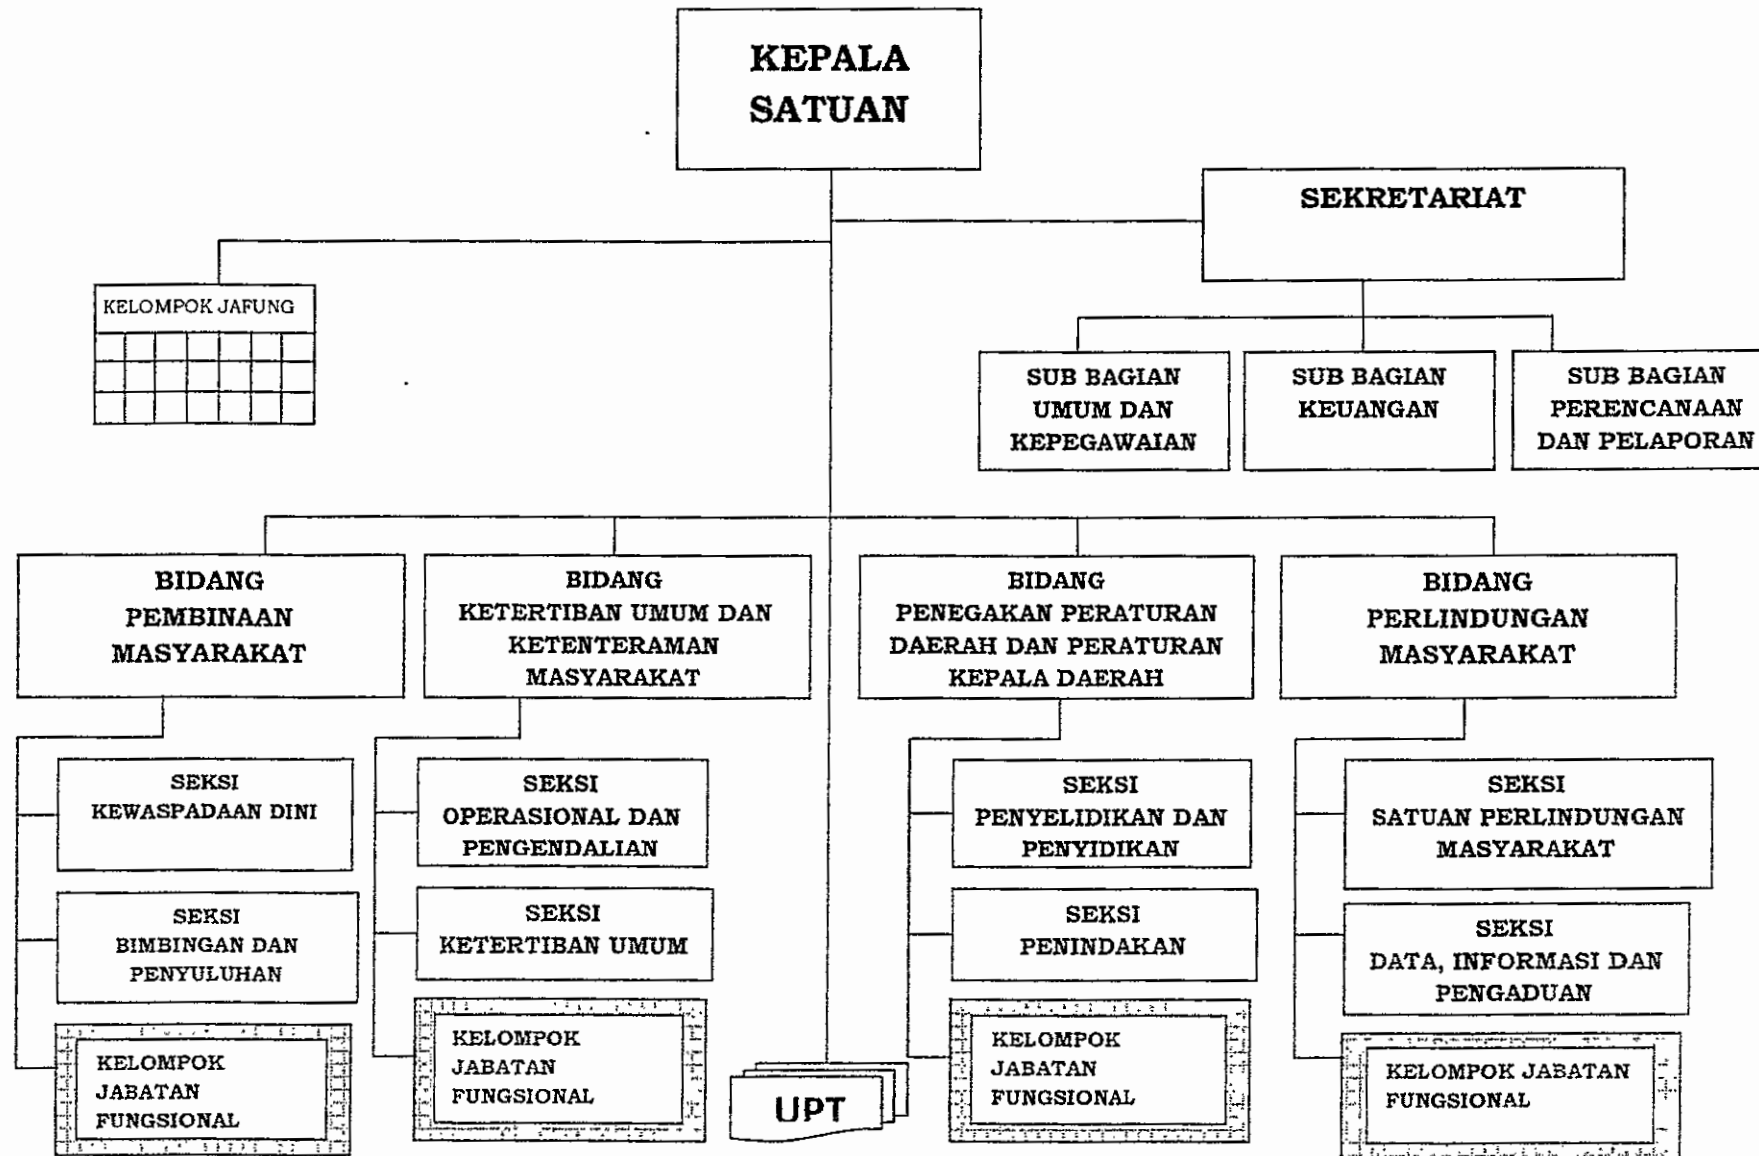 KEPALA
SATUAN
SEKRETARIAT
KELOMPOK JAFUNG
SUB BAGIAN
UMUM DAN
KEPEGAWAIAN
SUB BAGIAN
KEUANGAN
SUB BAGIAN
PERENCANAAN
DAN PELAPORAN
BIDANG
PEMBINAAN
MASYARAKAT
BIDANG
KETERTIBAN UMUM DAN
KETENTERAMAN
MASYARAKAT
BIDANG
PENEGAKAN PERATURAN
DAERAH DAN PERATURAN
KEPALA DAERAH
BIDANG
PERLINDUNGAN
MASYARAKAT
SEKSI
KEWASPADAAN DINI
SEKSI
OPERASIONAL DAN
PENGENDALIAN
SEKSI
PENYELIDIKAN DAN
PENYIDIKAN
SEKSI
SATUAN PERLINDUNGAN
MASYARAKAT
SEKSI
BIMBINGAN DAN
PENYULUHAN
SEKSI
KETERTIBAN UMUM
SEKSI
PENINDAKAN
SEKSI
DATA, INFORMASI DAN
PENGADUAN
KELOMPOK
JABATAN
FUNGSIONAL
KELOMPOK
JABATAN
FUNGSIONAL
UPT
KELOMPOK
JABATAN
FUNGSIONAL
KELOMPOK JABATAN
FUNGSIONAL